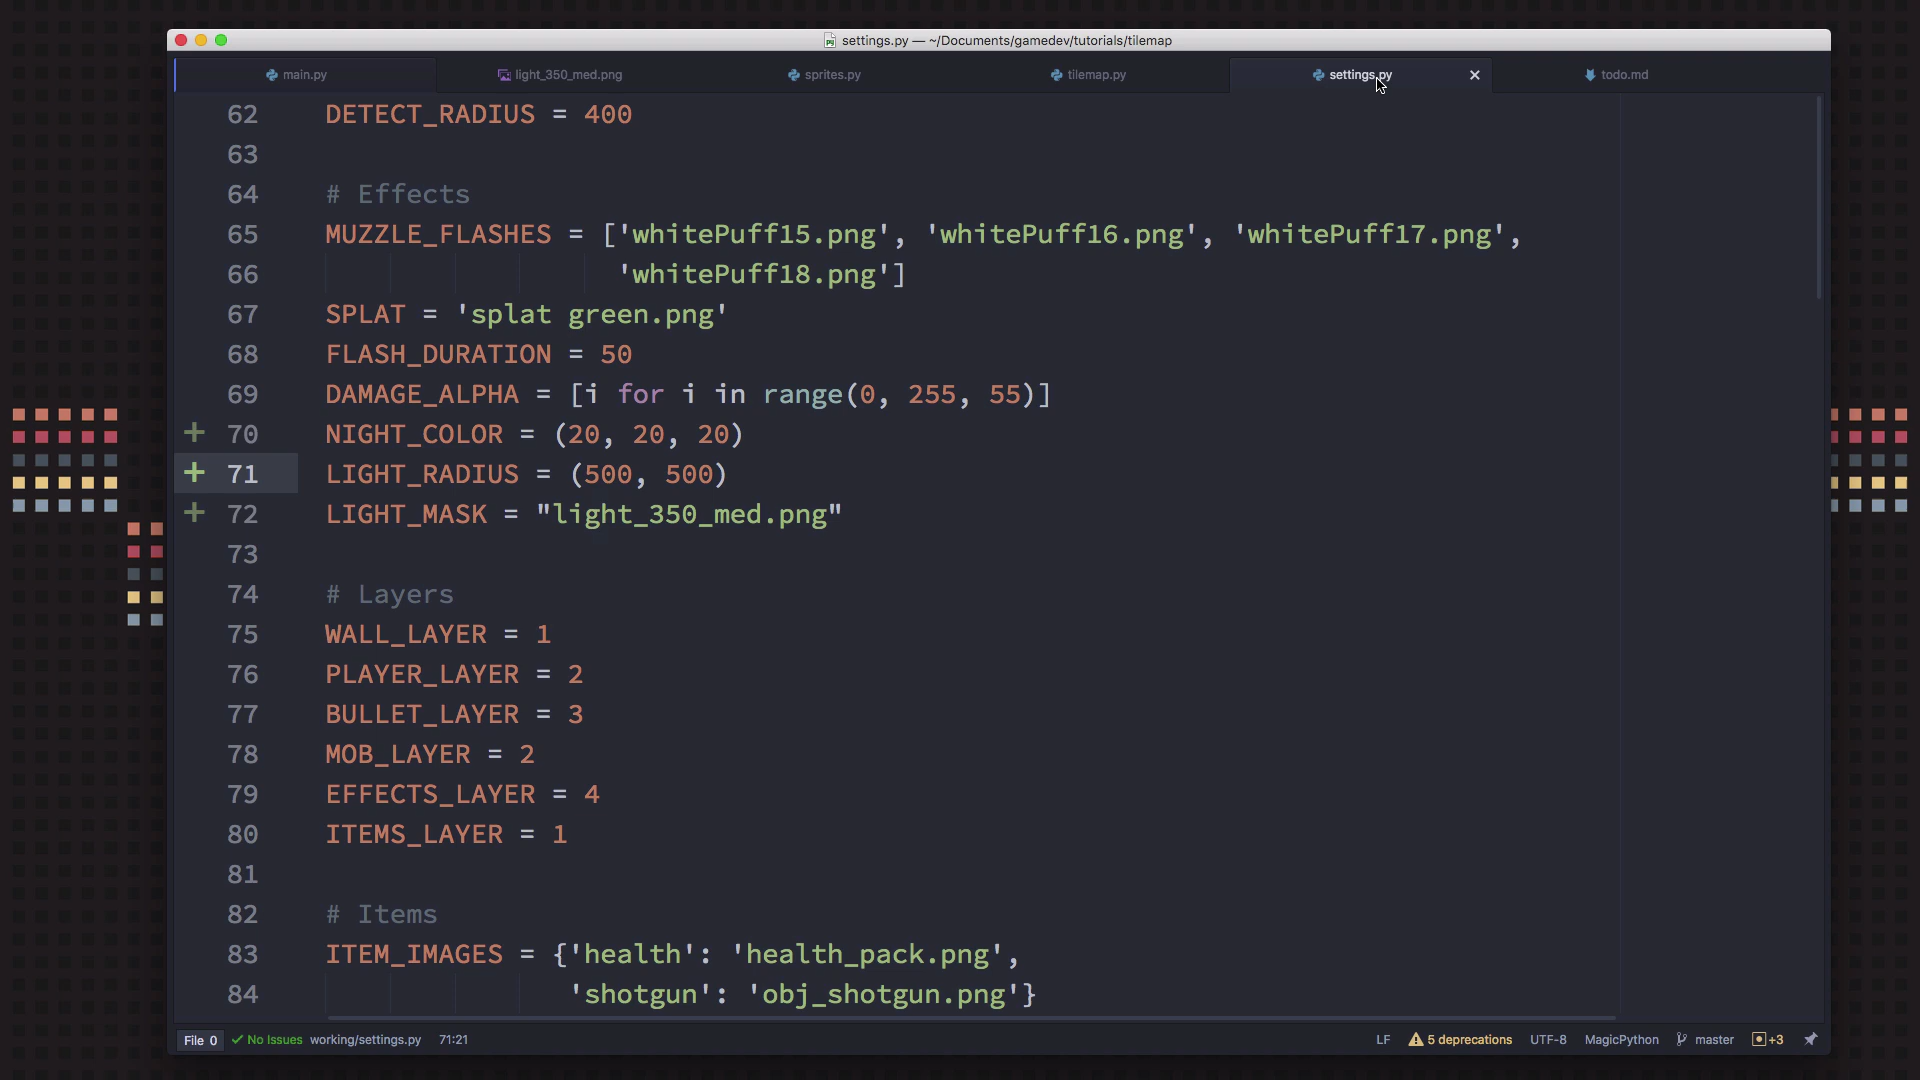 settings.py — ~/Documents/gamedev/tutorials/tilemap
main.py light_350_med.png sprites.py tilemap.py settings.py todo.md
62 DETECT_RADIUS = 400
63
64 # Effects
65 MUZZLE_FLASHES = ['whitePuff15.png', 'whitePuff16.png', 'whitePuff17.png',
66 'whitePuff18.png']
67 SPLAT = 'splat green.png'
68 FLASH_DURATION = 50
69 DAMAGE_ALPHA = [i for i in range(0, 255, 55)]
+ 70 NIGHT_COLOR = (20, 20, 20)
+ 71 LIGHT_RADIUS = (500, 500)
+ 72 LIGHT_MASK = "light_350_med.png"
73
74 # Layers
75 WALL_LAYER = 1
76 PLAYER_LAYER = 2
77 BULLET_LAYER = 3
78 MOB_LAYER = 2
79 EFFECTS_LAYER = 4
80 ITEMS_LAYER = 1
81
82 # Items
83 ITEM_IMAGES = {'health': 'health_pack.png',
84 'shotgun': 'obj_shotgun.png'}
File 0 No Issues working/settings.py 71:21 LF 5 deprecations UTF-8 MagicPython master +3